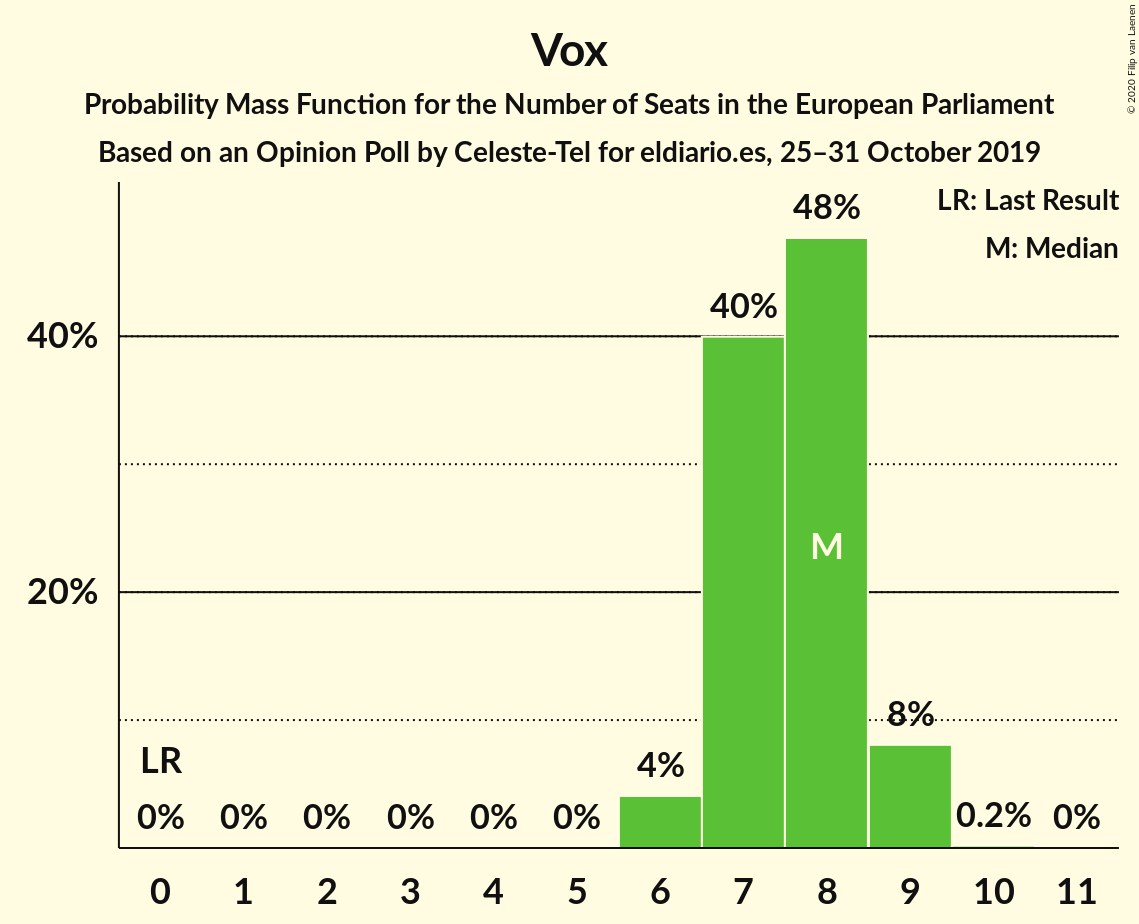 Vox
Probability Mass Function for the Number of Seats in the European Parliament
Based on an Opinion Poll by Celeste-Tel for eldiario.es, 25–31 October 2019
© 2020 Filip van Laenen
LR: Last Result
M: Median
40%
20%
LR
0%
0%
0%
0%
0%
0%
4%
40%
48%
M
8%
0.2%
0%
0 1 2 3 4 5 6 7 8 9 10 11